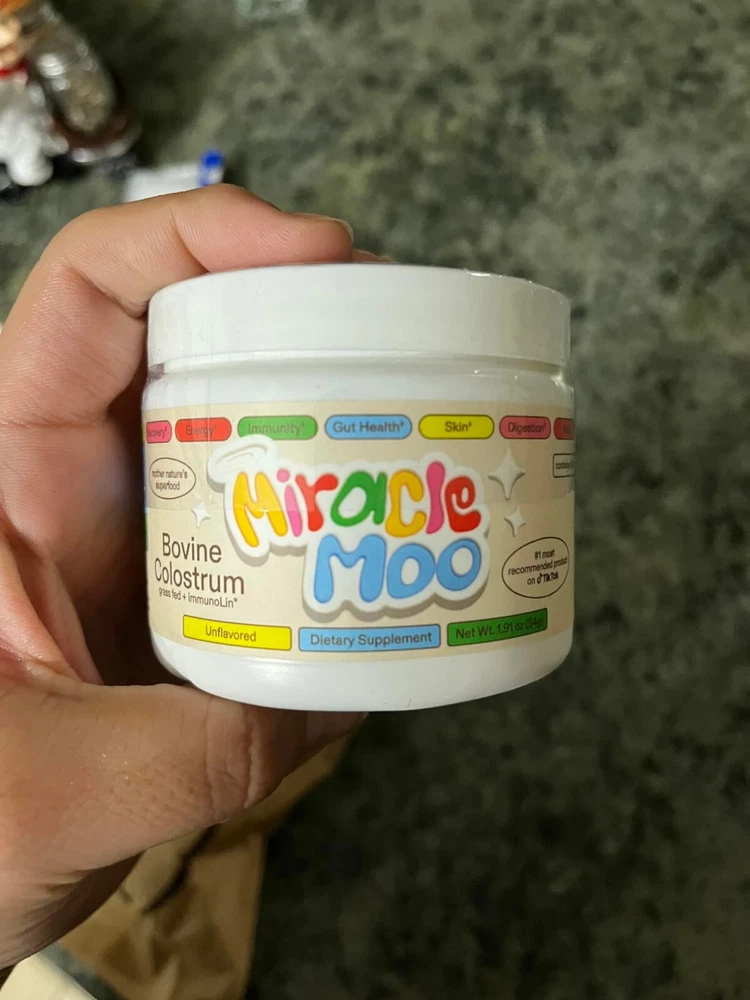 Energy‡ Immunity‡ Gut Health‡ Skin‡ Digestion‡
mother nature's
superfood
Miracle
Moo
Bovine
Colostrum
grass fed + ImmunoLin®
#1 most
recommended product
on TikTok
Unflavored
Dietary Supplement
Net Wt. 1.91 oz (54g)